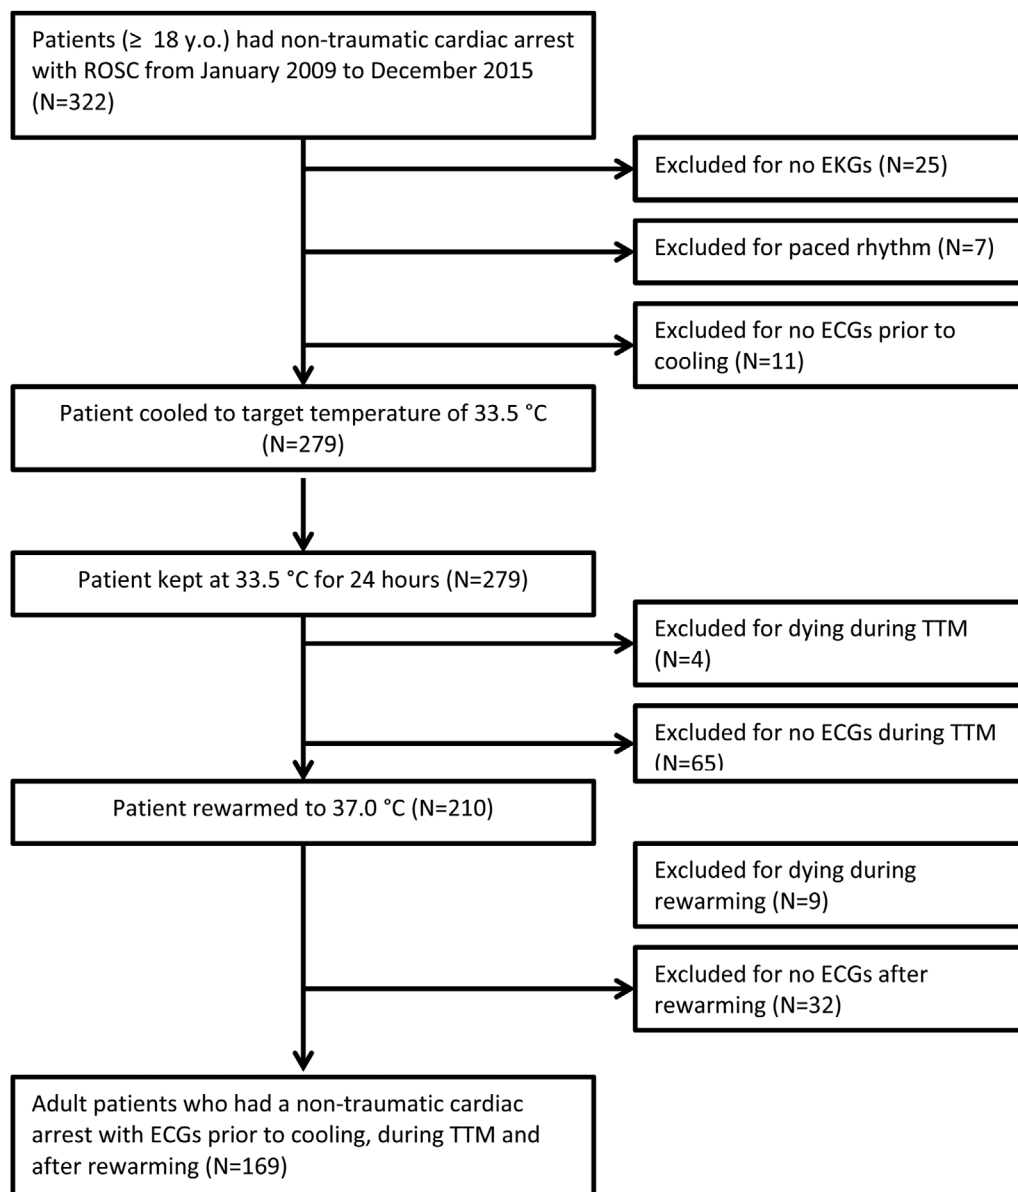 Patients (≥ 18 y.o.) had non-traumatic cardiac arrest
with ROSC from January 2009 to December 2015
(N=322)
Excluded for no EKGs (N=25)
Excluded for paced rhythm (N=7)
Excluded for no ECGs prior to
cooling (N=11)
Patient cooled to target temperature of 33.5 °C
(N=279)
Patient kept at 33.5 °C for 24 hours (N=279)
Excluded for dying during TTM
(N=4)
Excluded for no ECGs during TTM
(N=65)
Patient rewarmed to 37.0 °C (N=210)
Excluded for dying during
rewarming (N=9)
Excluded for no ECGs after
rewarming (N=32)
Adult patients who had a non-traumatic cardiac
arrest with ECGs prior to cooling, during TTM and
after rewarming (N=169)